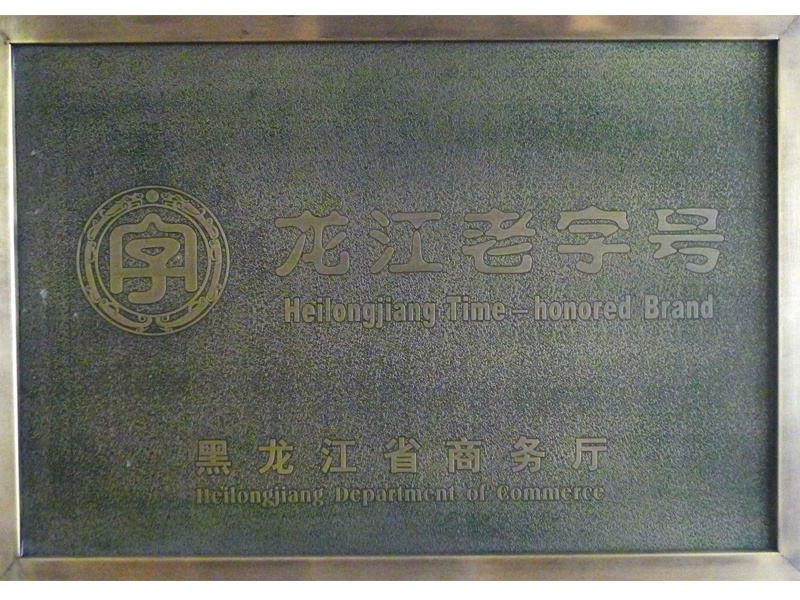 字
龙江老字号
Heilongjiang Time-honored Brand
黑龙江省商务厅
Heilongjiang Department of Commerce